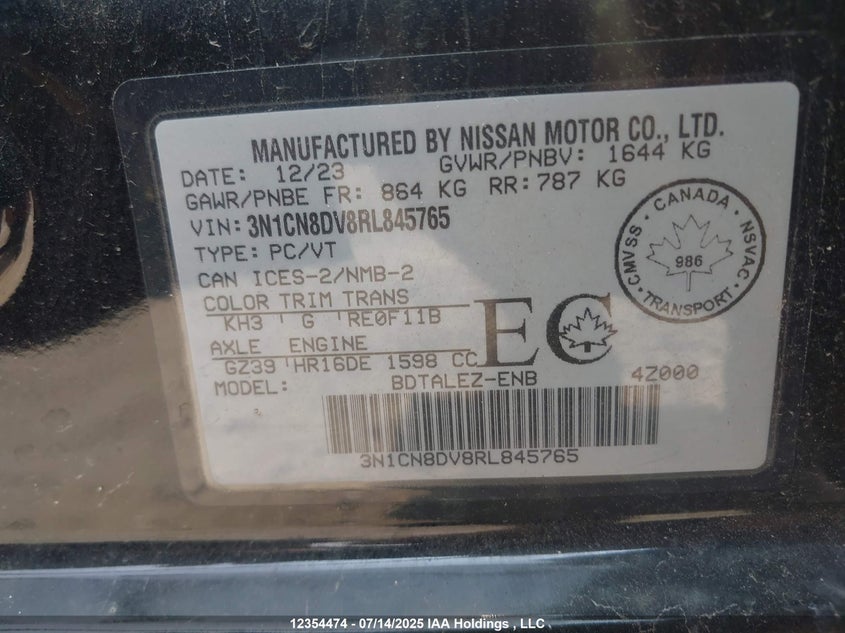 MANUFACTURED BY NISSAN MOTOR CO., LTD.
DATE: 12/23 GVWR/PNBV: 1644 KG
GAWR/PNBE FR: 864 KG RR: 787 KG
VIN: 3N1CN8DV8RL845765
TYPE: PC/VT
CAN ICES-2/NMB-2
COLOR TRIM TRANS
KH3 G RE0F11B
AXLE ENGINE
GZ39 HR16DE 1598 CC
EC
MODEL: BDTALEZ-ENB 4Z000
3N1CN8DV8RL845765
CMVSS · CANADA · NSVAC · TRANSPORT ·
986
12354474 - 07/14/2025 IAA Holdings , LLC